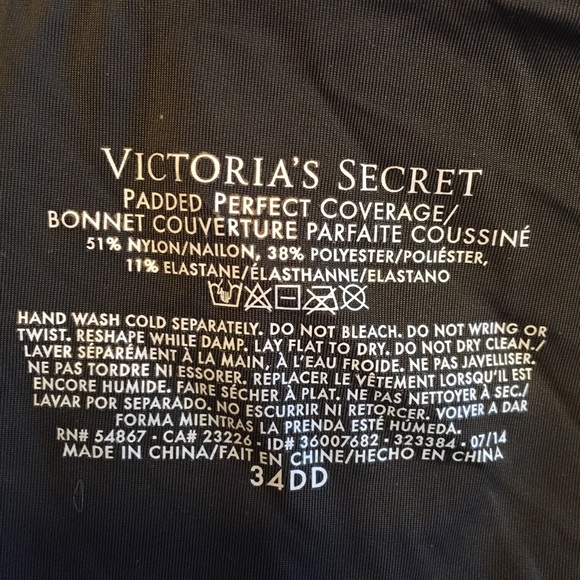 VICTORIA'S SECRET
PADDED PERFECT COVERAGE/
BONNET COUVERTURE PARFAITE COUSSINÉ
51% NYLON/NAILON, 38% POLYESTER/POLIÉSTER,
11% ELASTANE/ÉLASTHANNE/ELASTANO
HAND WASH COLD SEPARATELY. DO NOT BLEACH. DO NOT WRING OR
TWIST. RESHAPE WHILE DAMP. LAY FLAT TO DRY. DO NOT DRY CLEAN./
LAVER SÉPARÉMENT À LA MAIN, À L'EAU FROIDE. NE PAS JAVELLISER.
NE PAS TORDRE NI ESSORER. REPLACER LE VÊTEMENT LORSQU'IL EST
ENCORE HUMIDE. FAIRE SÉCHER À PLAT. NE PAS NETTOYER À SEC./
LAVAR POR SEPARADO. NO ESCURRIR NI RETORCER. VOLVER A DAR
FORMA MIENTRAS LA PRENDA ESTÉ HÚMEDA.
RN# 54867 · CA# 23226 · ID# 36007682 · 323384 · 07/14
MADE IN CHINA/FAIT EN CHINE/HECHO EN CHINA
34DD